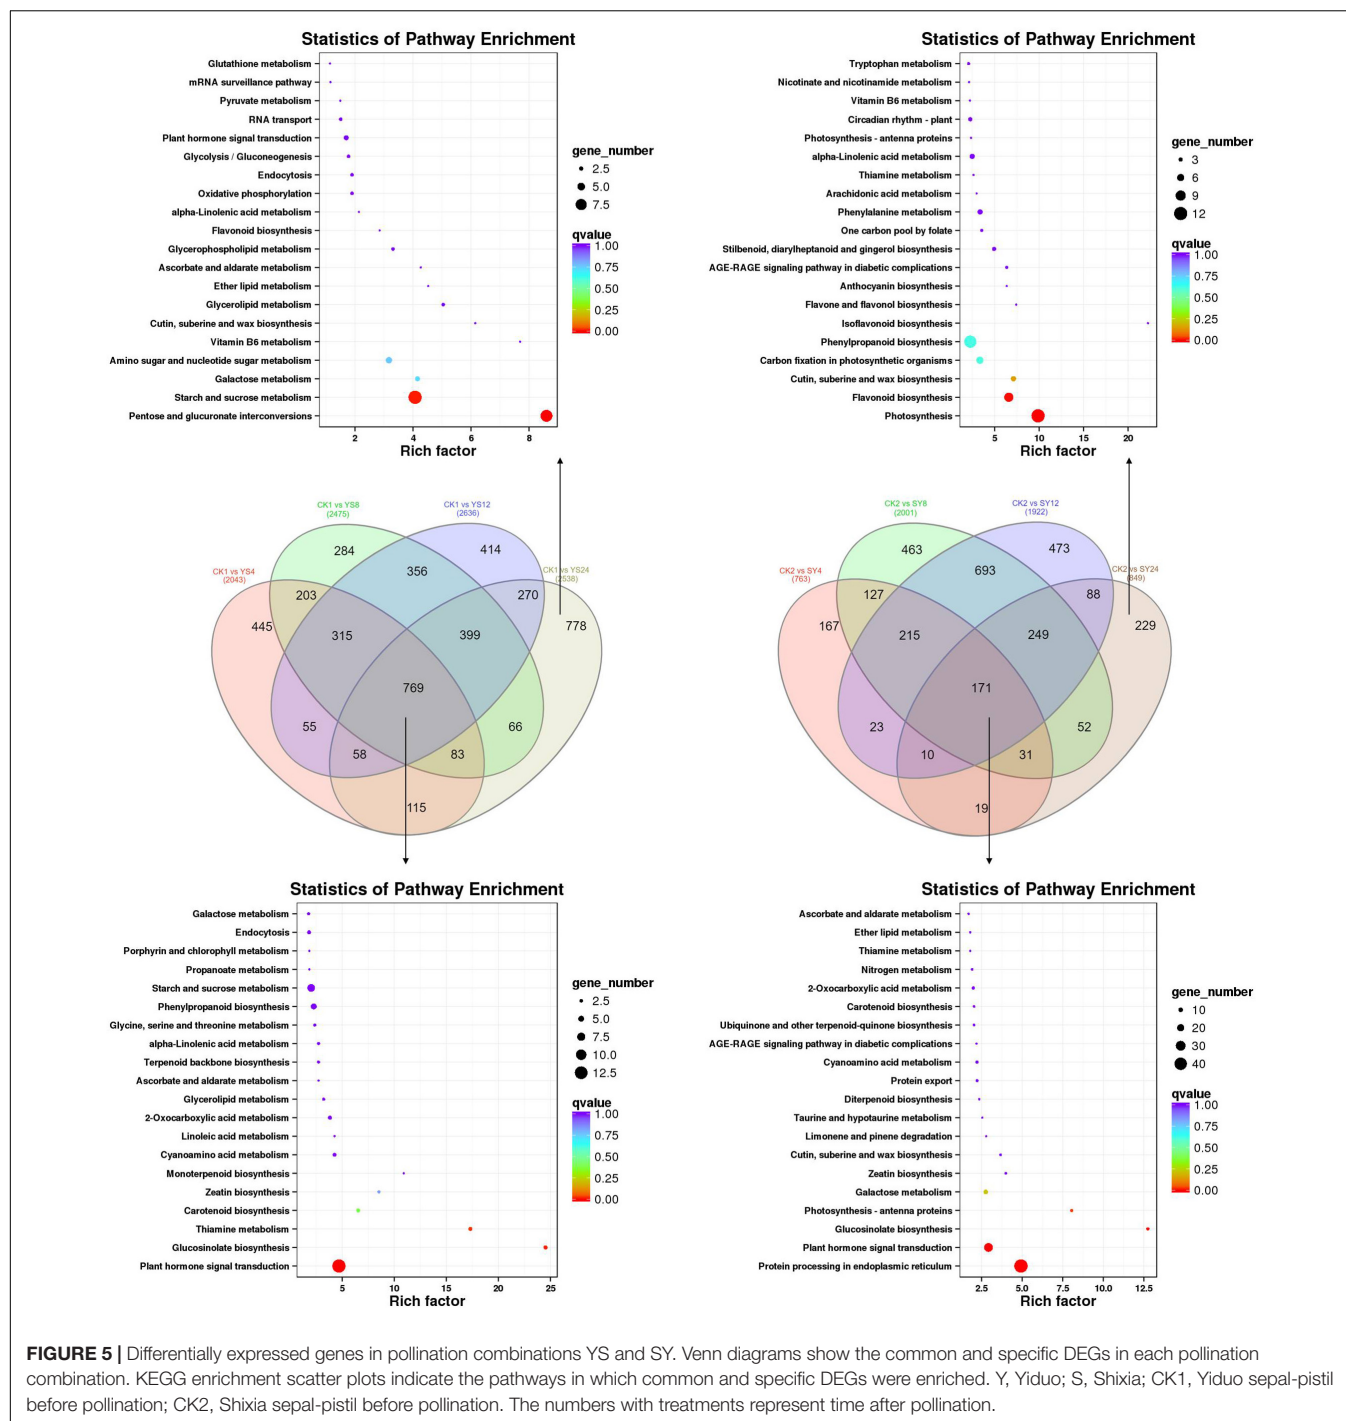 Statistics of Pathway Enrichment
Glutathione metabolism
mRNA surveillance pathway
Pyruvate metabolism
RNA transport
Plant hormone signal transduction
Glycolysis / Gluconeogenesis
Endocytosis
Oxidative phosphorylation
alpha-Linolenic acid metabolism
Flavonoid biosynthesis
Glycerophospholipid metabolism
Ascorbate and aldarate metabolism
Ether lipid metabolism
Glycerolipid metabolism
Cutin, suberine and wax biosynthesis
Vitamin B6 metabolism
Amino sugar and nucleotide sugar metabolism
Galactose metabolism
Starch and sucrose metabolism
Pentose and glucuronate interconversions
2 4 6 8
Rich factor
gene_number
2.5
5.0
7.5
qvalue
1.00
0.75
0.50
0.25
0.00
Statistics of Pathway Enrichment
Tryptophan metabolism
Nicotinate and nicotinamide metabolism
Vitamin B6 metabolism
Circadian rhythm - plant
Photosynthesis - antenna proteins
alpha-Linolenic acid metabolism
Thiamine metabolism
Arachidonic acid metabolism
Phenylalanine metabolism
One carbon pool by folate
Stilbenoid, diarylheptanoid and gingerol biosynthesis
AGE-RAGE signaling pathway in diabetic complications
Anthocyanin biosynthesis
Flavone and flavonol biosynthesis
Isoflavonoid biosynthesis
Phenylpropanoid biosynthesis
Carbon fixation in photosynthetic organisms
Cutin, suberine and wax biosynthesis
Flavonoid biosynthesis
Photosynthesis
5 10 15 20
Rich factor
gene_number
3
6
9
12
qvalue
1.00
0.75
0.50
0.25
0.00
CK1 vs YS8
(2475)
CK1 vs YS12
(2636)
CK1 vs YS4
(2043)
CK1 vs YS24
(2538)
284
414
356
203
270
445
315
399
778
769
55
66
58
83
115
CK2 vs SY8
(2001)
CK2 vs SY12
(1922)
CK2 vs SY4
(763)
CK2 vs SY24
(849)
463
473
693
127
88
167
215
249
229
171
23
52
10
31
19
Statistics of Pathway Enrichment
Galactose metabolism
Endocytosis
Porphyrin and chlorophyll metabolism
Propanoate metabolism
Starch and sucrose metabolism
Phenylpropanoid biosynthesis
Glycine, serine and threonine metabolism
alpha-Linolenic acid metabolism
Terpenoid backbone biosynthesis
Ascorbate and aldarate metabolism
Glycerolipid metabolism
2-Oxocarboxylic acid metabolism
Linoleic acid metabolism
Cyanoamino acid metabolism
Monoterpenoid biosynthesis
Zeatin biosynthesis
Carotenoid biosynthesis
Thiamine metabolism
Glucosinolate biosynthesis
Plant hormone signal transduction
5 10 15 20 25
Rich factor
gene_number
2.5
5.0
7.5
10.0
12.5
qvalue
1.00
0.75
0.50
0.25
0.00
Statistics of Pathway Enrichment
Ascorbate and aldarate metabolism
Ether lipid metabolism
Thiamine metabolism
Nitrogen metabolism
2-Oxocarboxylic acid metabolism
Carotenoid biosynthesis
Ubiquinone and other terpenoid-quinone biosynthesis
AGE-RAGE signaling pathway in diabetic complications
Cyanoamino acid metabolism
Protein export
Diterpenoid biosynthesis
Taurine and hypotaurine metabolism
Limonene and pinene degradation
Cutin, suberine and wax biosynthesis
Zeatin biosynthesis
Galactose metabolism
Photosynthesis - antenna proteins
Glucosinolate biosynthesis
Plant hormone signal transduction
Protein processing in endoplasmic reticulum
2.5 5.0 7.5 10.0 12.5
Rich factor
gene_number
10
20
30
40
qvalue
1.00
0.75
0.50
0.25
0.00
FIGURE 5 | Differentially expressed genes in pollination combinations YS and SY. Venn diagrams show the common and specific DEGs in each pollination
combination. KEGG enrichment scatter plots indicate the pathways in which common and specific DEGs were enriched. Y, Yiduo; S, Shixia; CK1, Yiduo sepal-pistil
before pollination; CK2, Shixia sepal-pistil before pollination. The numbers with treatments represent time after pollination.